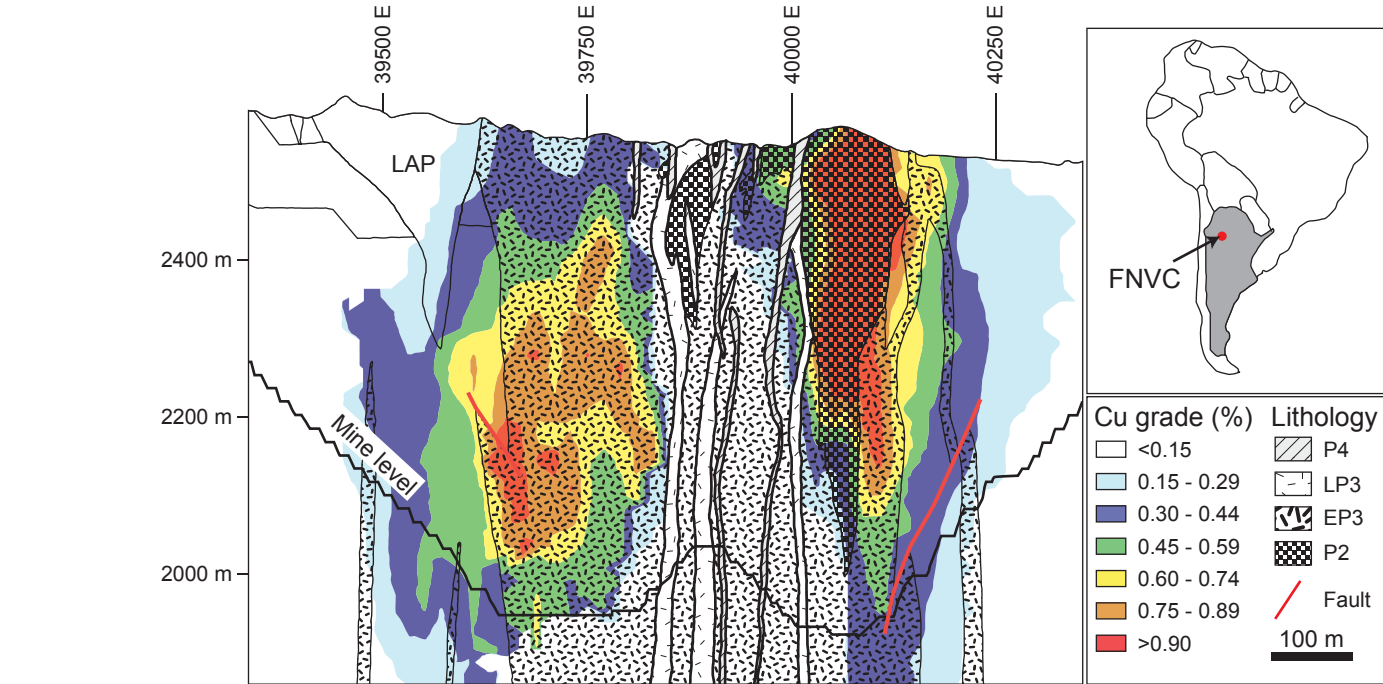 39500 E
39750 E
40000 E
40250 E
LAP
2400 m
2200 m
2000 m
Mine level
FNVC
Cu grade (%)
<0.15
0.15 - 0.29
0.30 - 0.44
0.45 - 0.59
0.60 - 0.74
0.75 - 0.89
>0.90
Lithology
P4
LP3
EP3
P2
Fault
100 m